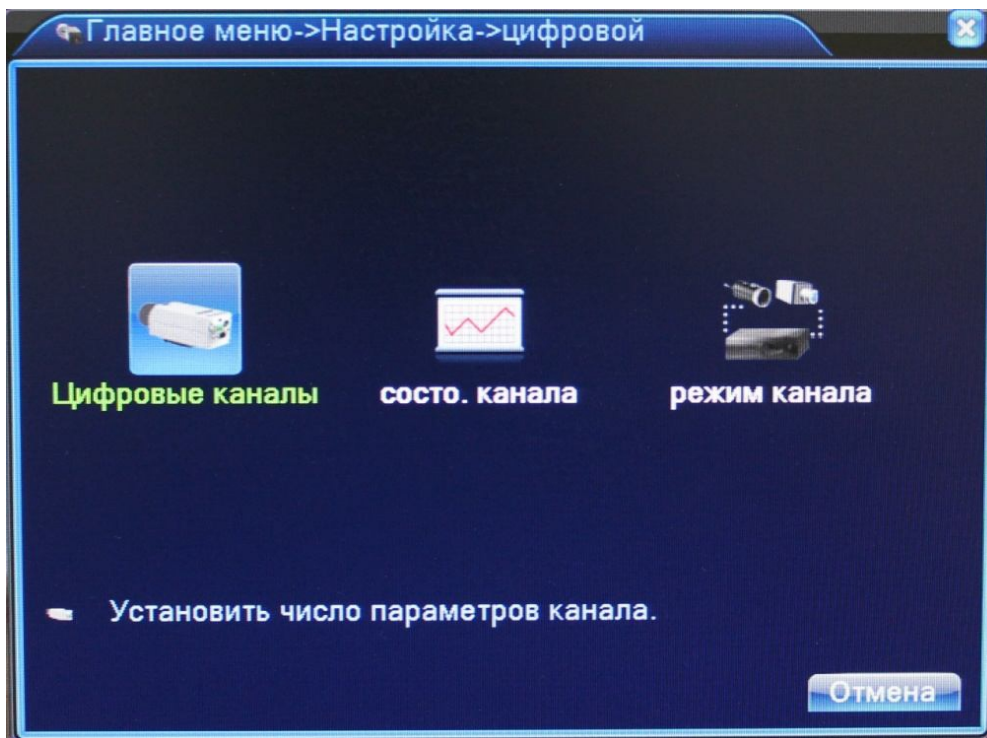 Главное меню->Настройка->цифровой
Цифровые каналы
состо. канала
режим канала
Установить число параметров канала.
Отмена